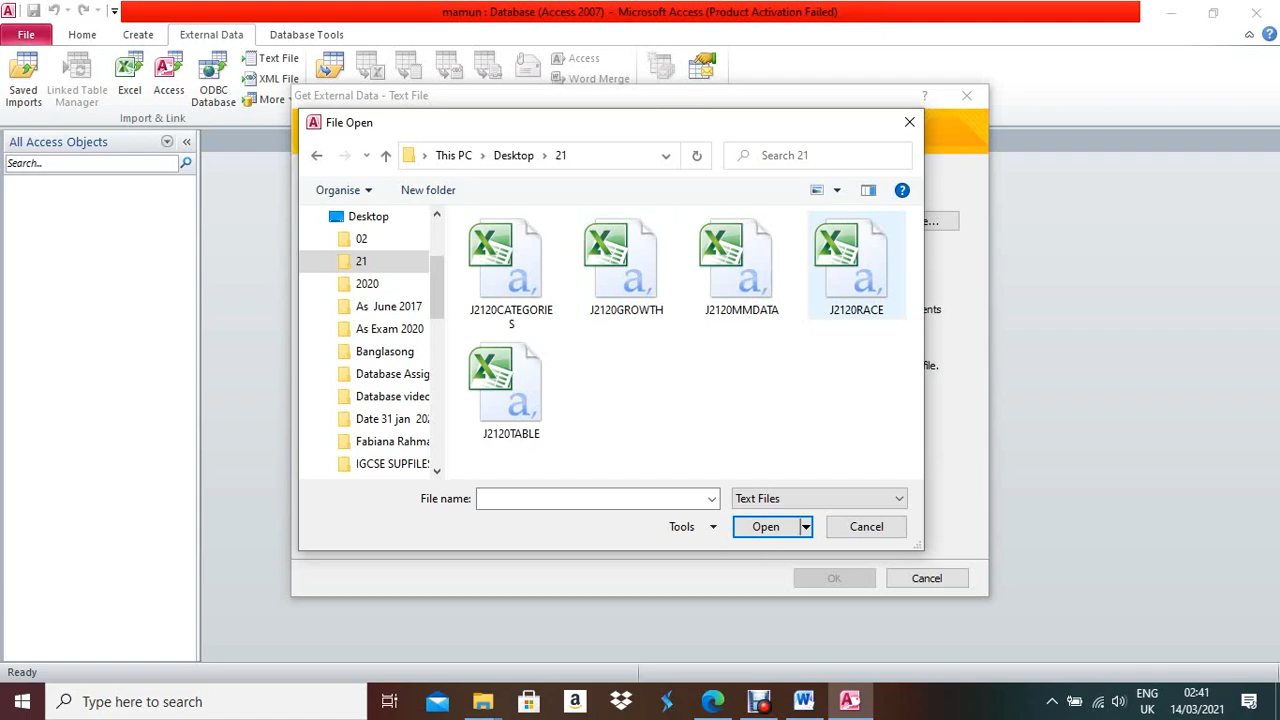 mamun : Database (Access 2007) – Microsoft Access (Product Activation Failed)
File
Home
Create
External Data
Database Tools
Saved Imports
Linked Table Manager
Excel
Access
ODBC Database
Text File
XML File
More
Import & Link
Access
Word Merge
All Access Objects
Search...
Get External Data - Text File
?
File Open
This PC
Desktop
21
Search 21
Organise
New folder
Desktop
02
21
2020
As June 2017
As Exam 2020
Banglasong
Database Assig
Database video
Date 31 jan 202
Fabiana Rahma
IGCSE SUPFILES
J2120CATEGORIES
J2120GROWTH
J2120MMDATA
J2120RACE
J2120TABLE
e...
ents
file.
File name:
Text Files
Tools
Open
Cancel
OK
Cancel
Ready
Type here to search
ENG
UK
02:41
14/03/2021